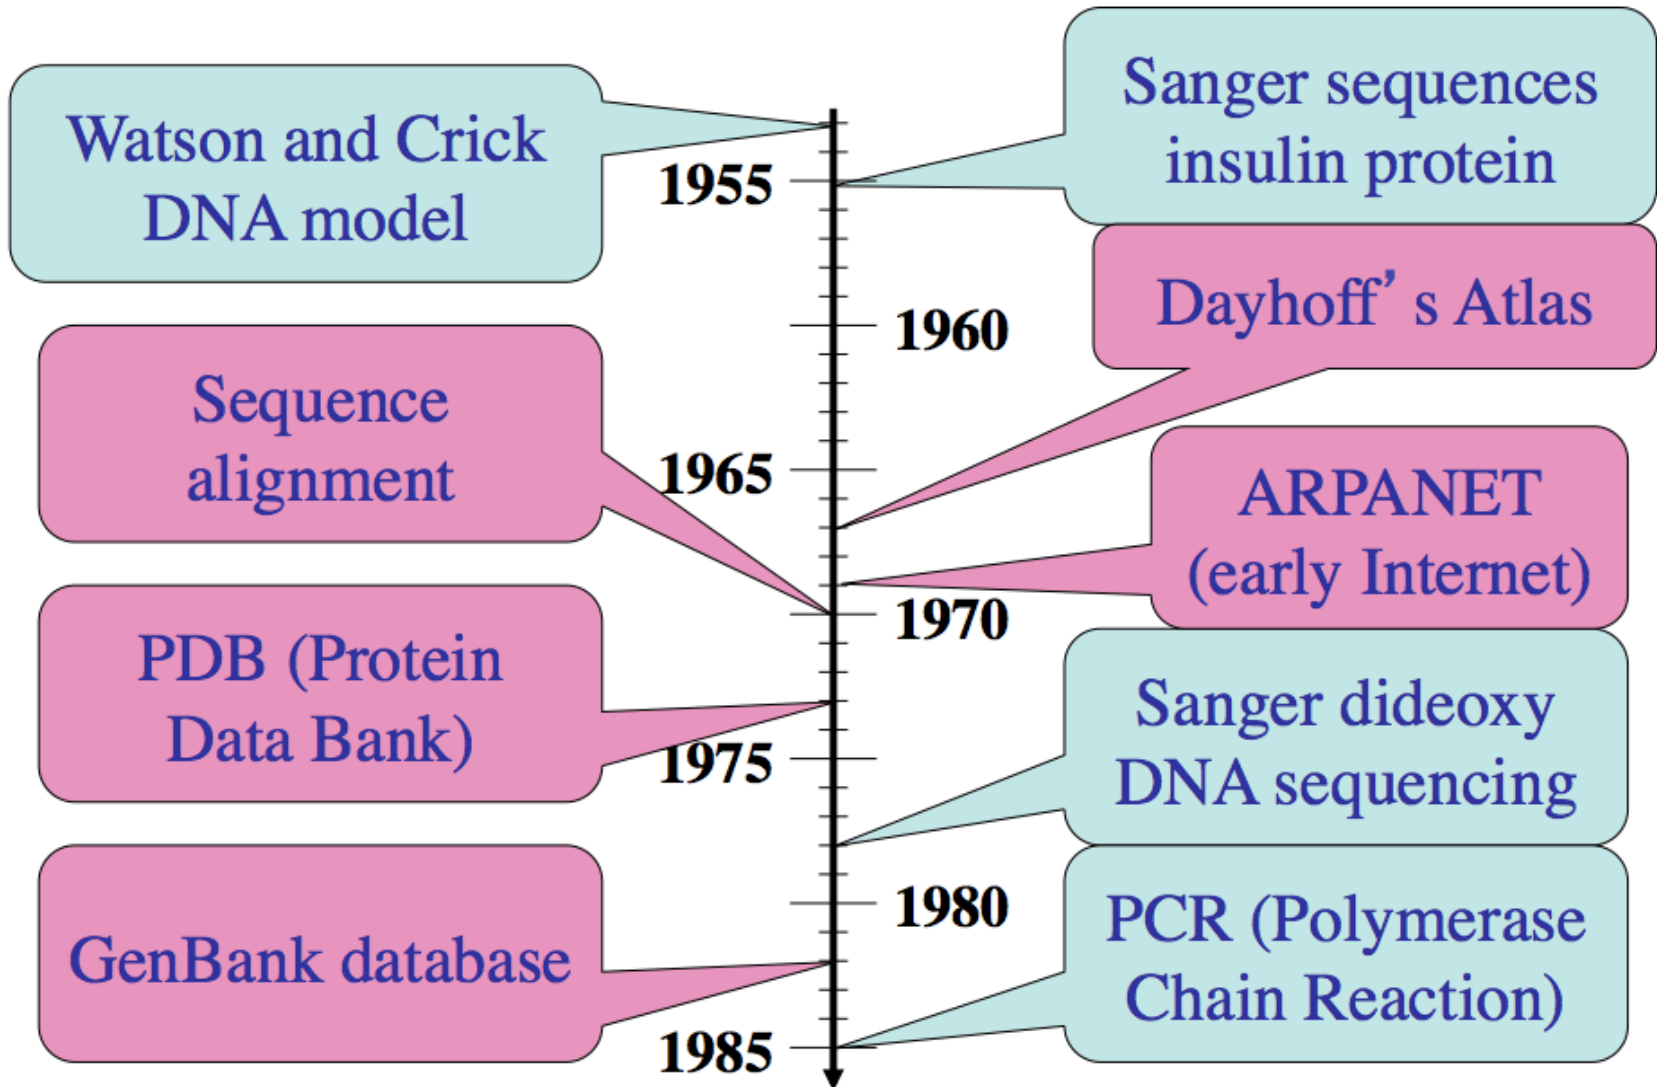 Watson and Crick
DNA model
Sanger sequences
insulin protein
1955
Dayhoff’ s Atlas
1960
Sequence
alignment
1965
ARPANET
(early Internet)
1970
PDB (Protein
Data Bank)
1975
Sanger dideoxy
DNA sequencing
1980
GenBank database
PCR (Polymerase
Chain Reaction)
1985